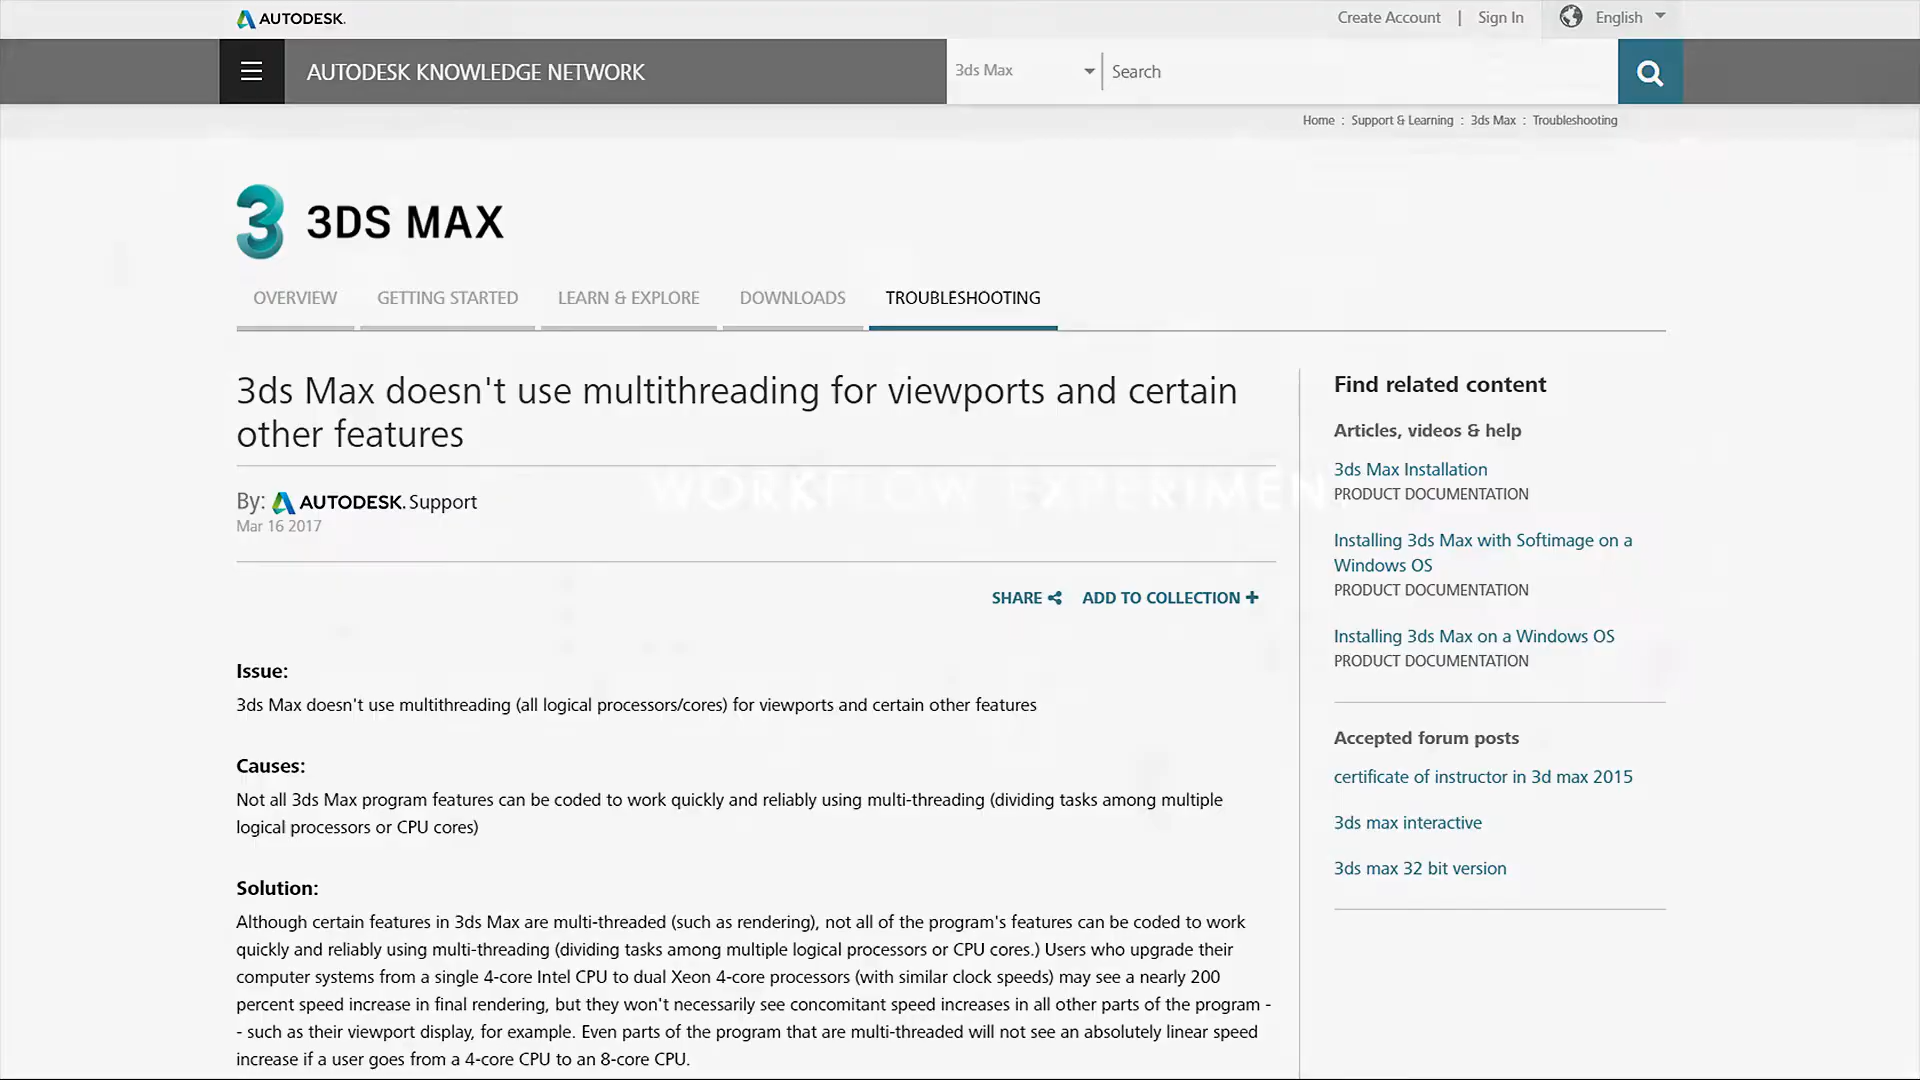 AUTODESK.
Create Account | Sign In English
AUTODESK KNOWLEDGE NETWORK
3ds Max Search
Home : Support & Learning : 3ds Max : Troubleshooting
3DS MAX
OVERVIEW GETTING STARTED LEARN & EXPLORE DOWNLOADS TROUBLESHOOTING
3ds Max doesn't use multithreading for viewports and certain
other features
WORKFLOW EXPERIMEN
By: AUTODESK. Support
Mar 16 2017
SHARE ADD TO COLLECTION
Issue:
3ds Max doesn't use multithreading (all logical processors/cores) for viewports and certain other features
Causes:
Not all 3ds Max program features can be coded to work quickly and reliably using multi-threading (dividing tasks among multiple
logical processors or CPU cores)
Solution:
Although certain features in 3ds Max are multi-threaded (such as rendering), not all of the program's features can be coded to work
quickly and reliably using multi-threading (dividing tasks among multiple logical processors or CPU cores.) Users who upgrade their
computer systems from a single 4-core Intel CPU to dual Xeon 4-core processors (with similar clock speeds) may see a nearly 200
percent speed increase in final rendering, but they won't necessarily see concomitant speed increases in all other parts of the program -
- such as their viewport display, for example. Even parts of the program that are multi-threaded will not see an absolutely linear speed
increase if a user goes from a 4-core CPU to an 8-core CPU.
Find related content
Articles, videos & help
3ds Max Installation
PRODUCT DOCUMENTATION
Installing 3ds Max with Softimage on a
Windows OS
PRODUCT DOCUMENTATION
Installing 3ds Max on a Windows OS
PRODUCT DOCUMENTATION
Accepted forum posts
certificate of instructor in 3d max 2015
3ds max interactive
3ds max 32 bit version